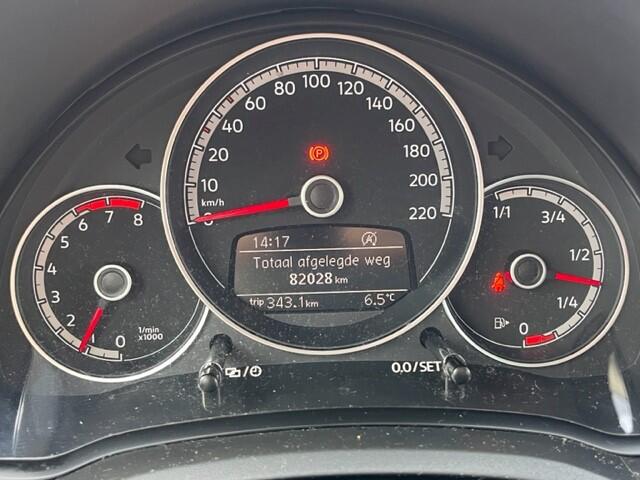 0 10 20 40 60 80 100 120 140 160 180 200 220
km/h
P
14:17
Totaal afgelegde weg
82028 km
trip 343.1 km 6.5°C
0 1 2 3 4 5 6 7 8
1/min
x1000
1/1 3/4 1/2 1/4 0
0.0/SET